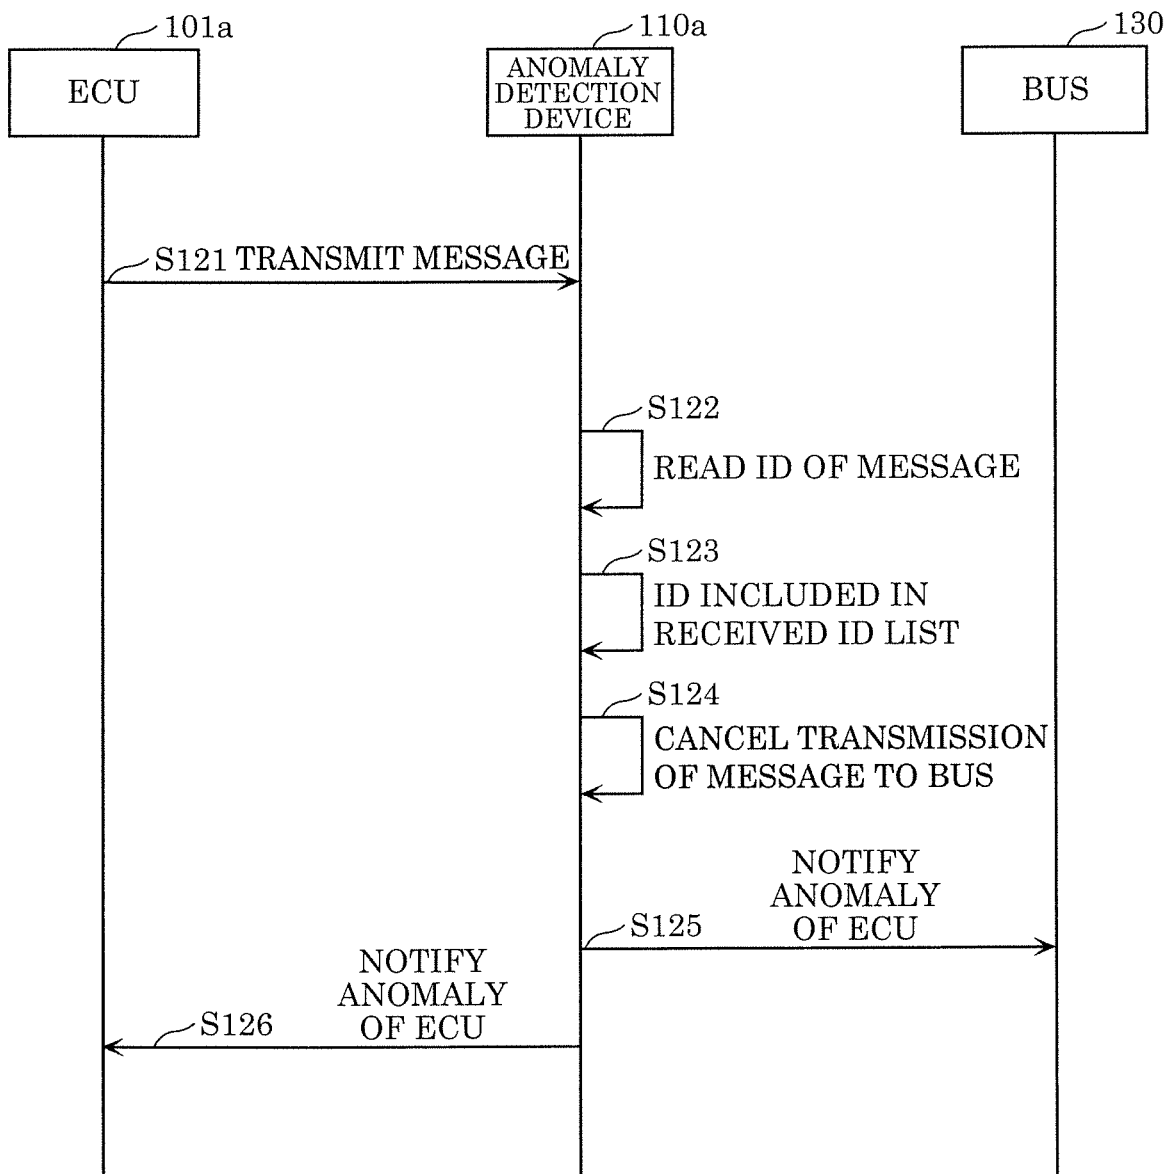 101a
110a
130
ECU
ANOMALY
DETECTION
DEVICE
BUS
S121 TRANSMIT MESSAGE
S122
READ ID OF MESSAGE
S123
ID INCLUDED IN
RECEIVED ID LIST
S124
CANCEL TRANSMISSION
OF MESSAGE TO BUS
NOTIFY
ANOMALY
OF ECU
S125
NOTIFY
ANOMALY
OF ECU
S126